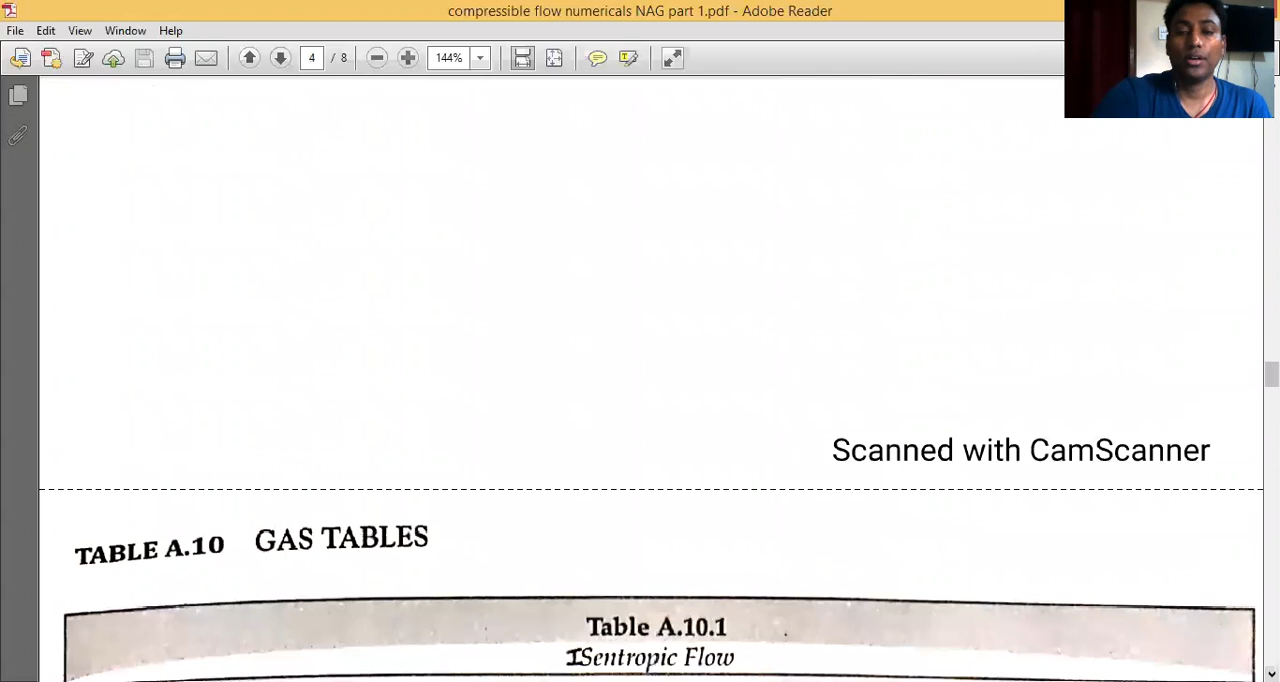 compressible flow numericals NAG part 1.pdf - Adobe Reader
File Edit View Window Help
4 / 8 144%
Scanned with CamScanner
TABLE A.10 GAS TABLES
Table A.10.1
ISentropic Flow